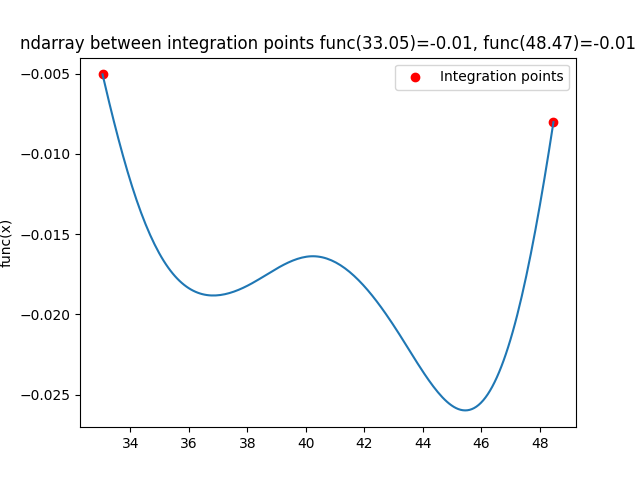 ndarray between integration points func(33.05)=-0.01, func(48.47)=-0.01
Integration points
func(x)
−0.005
−0.010
−0.015
−0.020
−0.025
34 36 38 40 42 44 46 48